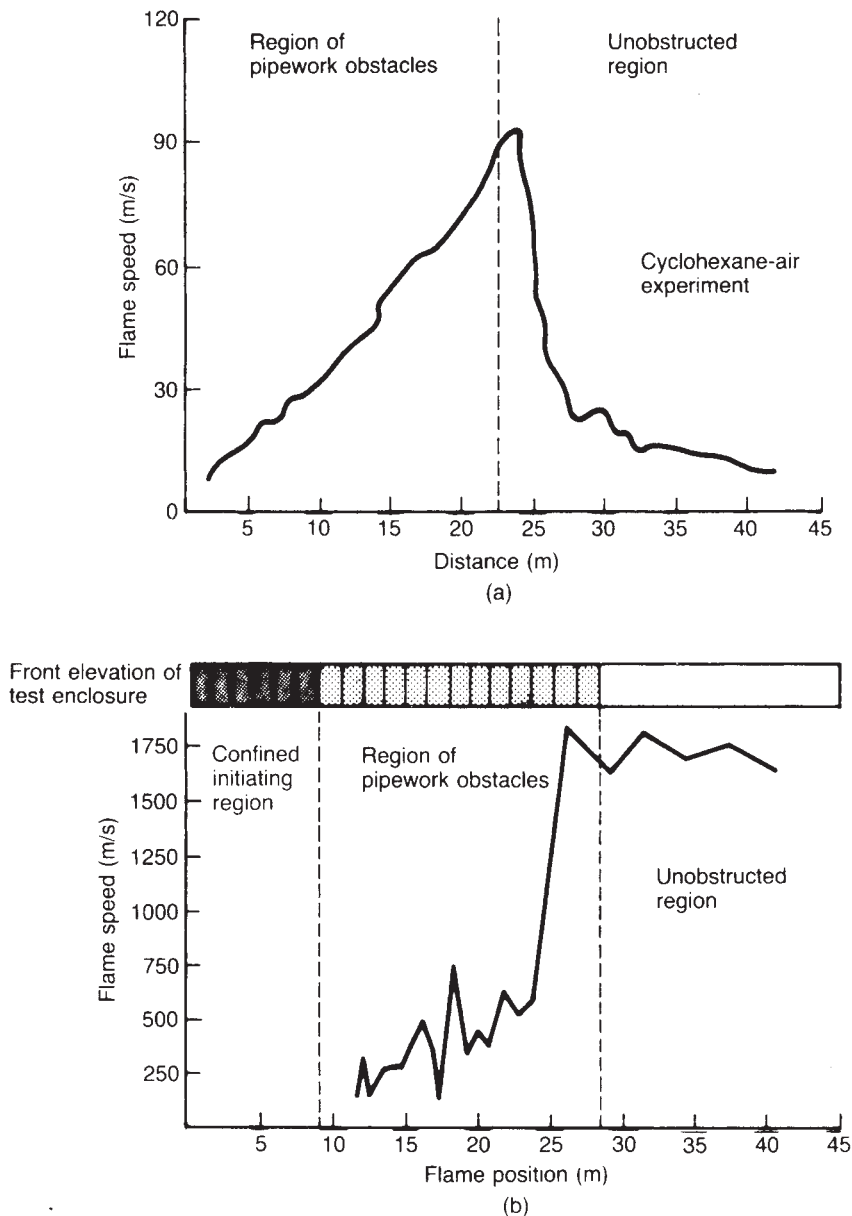 120
90
60
30
0
Flame speed (m/s)
Region of
pipework obstacles
Unobstructed
region
Cyclohexane-air
experiment
5 10 15 20 25 30 35 40 45
Distance (m)
(a)
Front elevation of
test enclosure
1750
1500
1250
1000
750
500
250
Flame speed (m/s)
Confined
initiating
region
Region of
pipework obstacles
Unobstructed
region
5 10 15 20 25 30 35 40 45
Flame position (m)
(b)